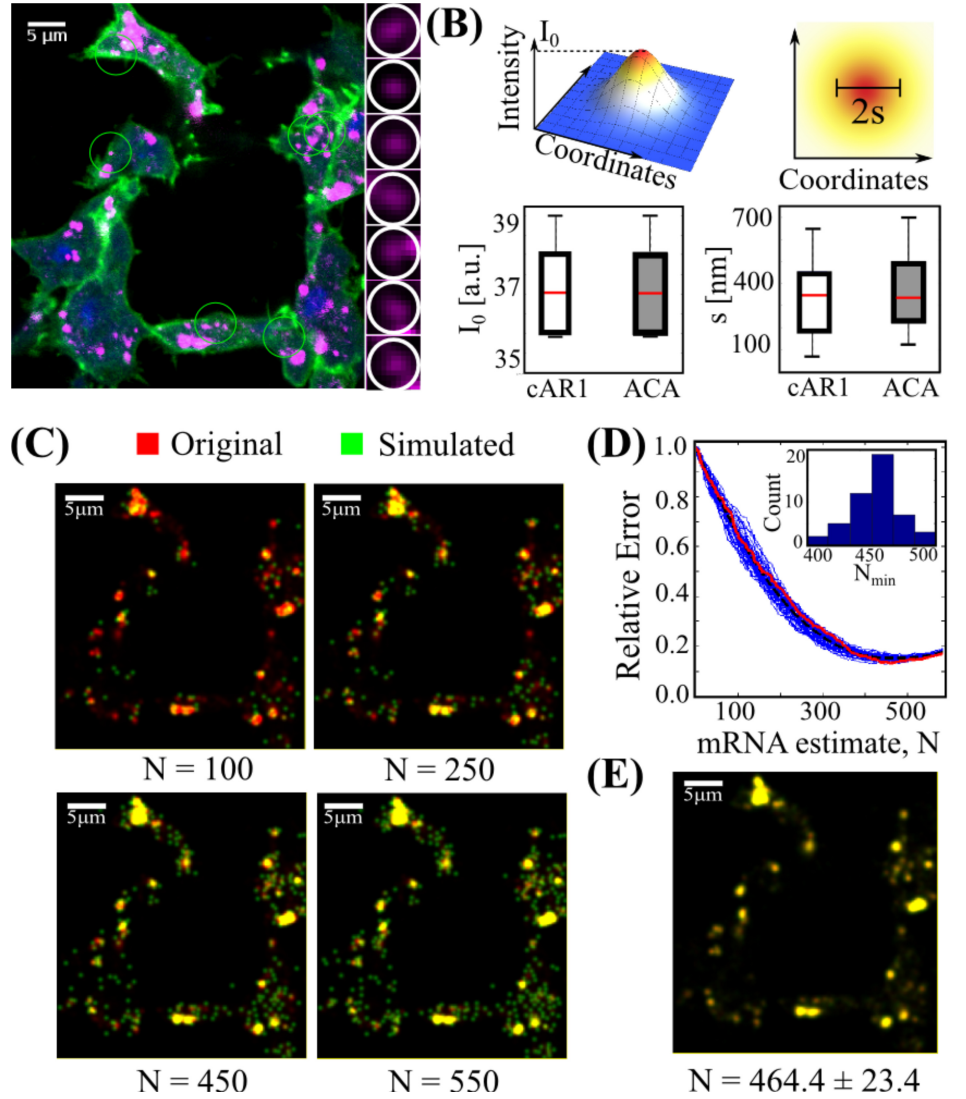 5 μm
(B)
I0
Intensity
Coordinates
2s
Coordinates
39
37
35
I0 [a.u.]
cAR1
ACA
700
400
100
s [nm]
cAR1
ACA
(C)
Original
Simulated
5μm
N = 100
5μm
N = 250
5μm
N = 450
5μm
N = 550
(D)
1.0
0.8
0.6
0.4
0.2
0.0
Relative Error
100
300
500
mRNA estimate, N
20
10
0
Count
400
450
500
Nmin
(E)
5μm
N = 464.4 ± 23.4